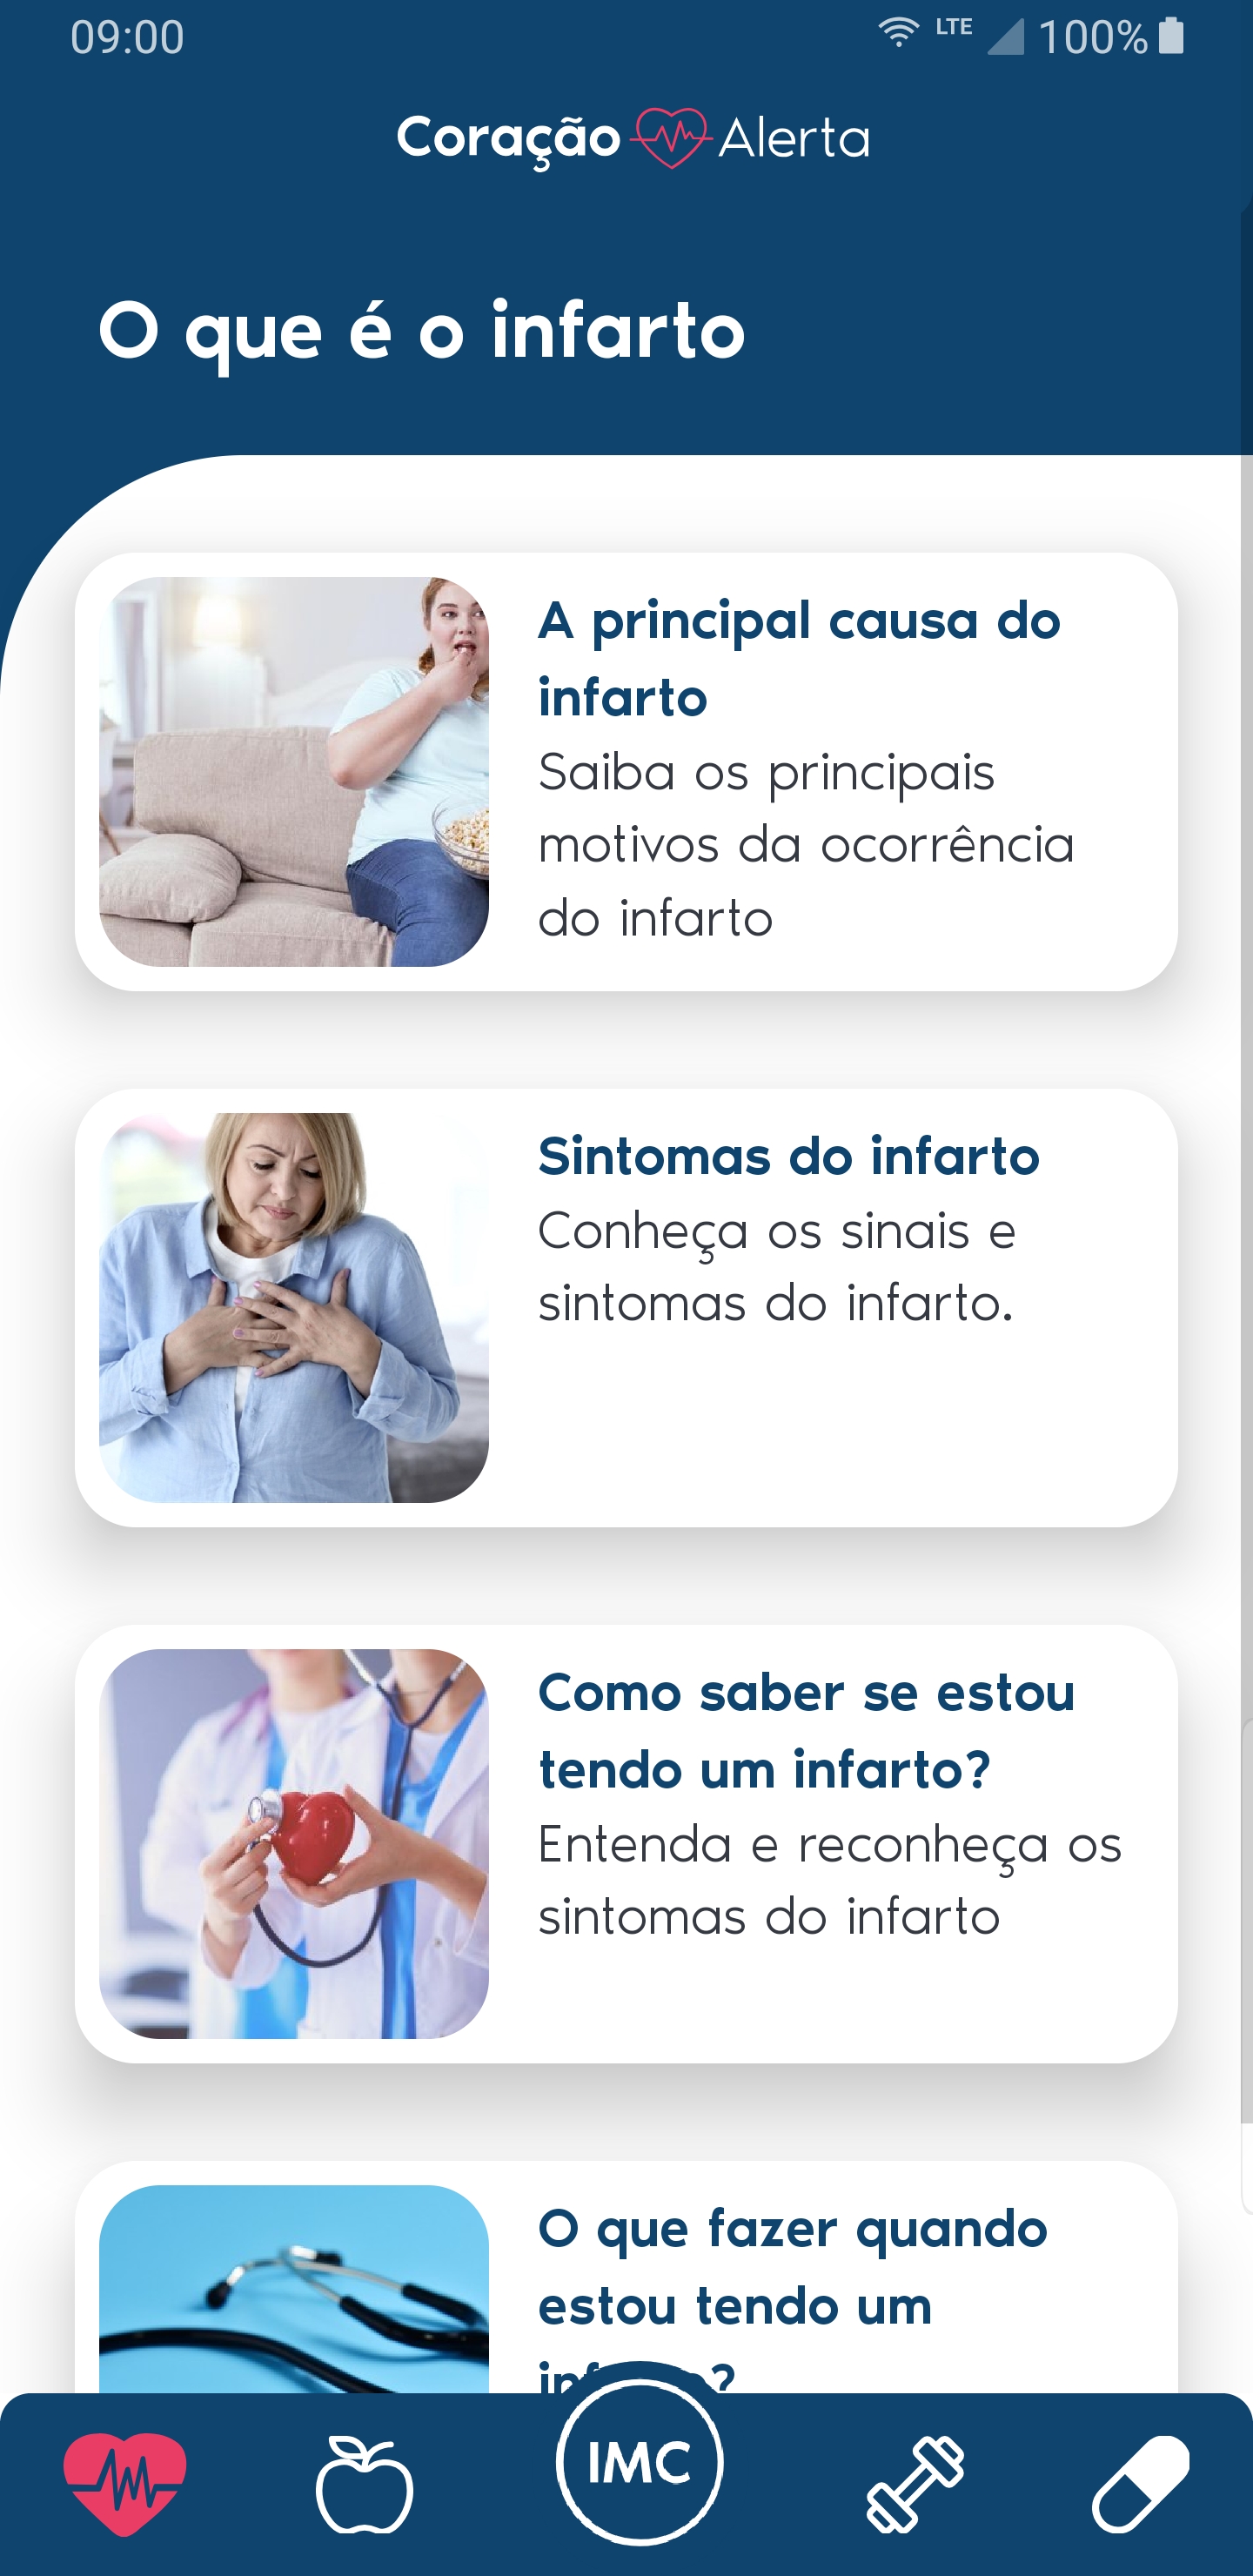 09:00
LTE
100%
Coração Alerta
O que é o infarto
A principal causa do
infarto
Saiba os principais
motivos da ocorrência
do infarto
Sintomas do infarto
Conheça os sinais e
sintomas do infarto.
Como saber se estou
tendo um infarto?
Entenda e reconheça os
sintomas do infarto
O que fazer quando
estou tendo um
IMC